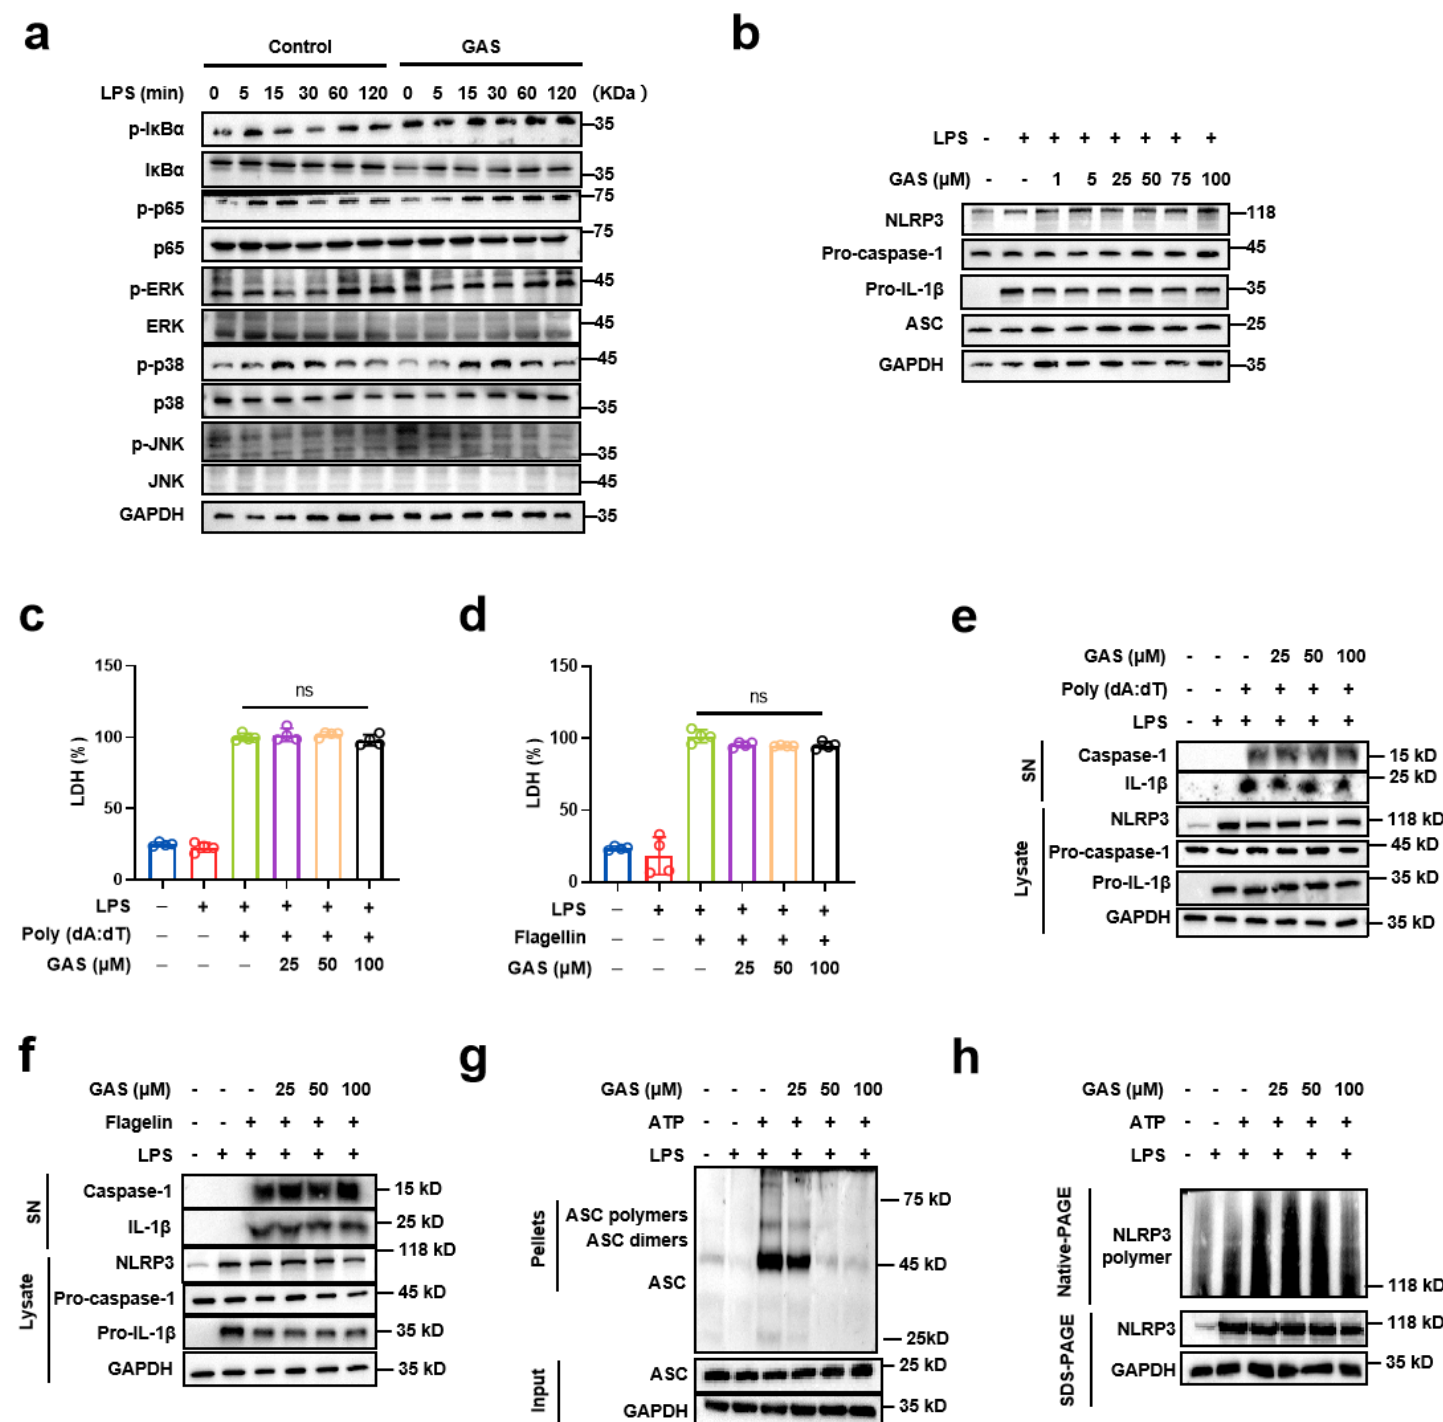 a
Control GAS
LPS (min) 0 5 15 30 60 120 0 5 15 30 60 120 (KDa )
p-IκBα 35
IκBα 35
p-p65 75
p65 75
p-ERK 45
ERK 45
p-p38 45
p38 35
p-JNK 35
JNK 45
GAPDH 35
b
LPS - + + + + + + +
GAS (μM) - - 1 5 25 50 75 100
NLRP3 118
Pro-caspase-1 45
Pro-IL-1β 35
ASC 25
GAPDH 35
c
LDH (% )
150
100
50
0
ns
LPS – + + + + +
Poly (dA:dT) – – + + + +
GAS (μM) – – – 25 50 100
d
LDH (% )
150
100
50
0
ns
LPS – + + + + +
Flagellin – – + + + +
GAS (μM) – – – 25 50 100
e
GAS (μM) - - - 25 50 100
Poly (dA:dT) - - + + + +
LPS - + + + + +
SN
Caspase-1 15 kD
IL-1β 25 kD
Lysate
NLRP3 118 kD
Pro-caspase-1 45 kD
Pro-IL-1β 35 kD
GAPDH 35 kD
f
GAS (μM) - - - 25 50 100
Flagelin - - + + + +
LPS - + + + + +
SN
Caspase-1 15 kD
IL-1β 25 kD
Lysate
NLRP3 118 kD
Pro-caspase-1 45 kD
Pro-IL-1β 35 kD
GAPDH 35 kD
g
GAS (μM) - - - 25 50 100
ATP - - + + + +
LPS - + + + + +
Pellets
75 kD
ASC polymers
ASC dimers
45 kD
ASC
25kD
Input
ASC 25 kD
GAPDH 35 kD
h
GAS (μM) - - - 25 50 100
ATP - - + + + +
LPS - + + + + +
Native-PAGE
NLRP3
polymer
118 kD
SDS-PAGE
NLRP3 118 kD
GAPDH 35 kD